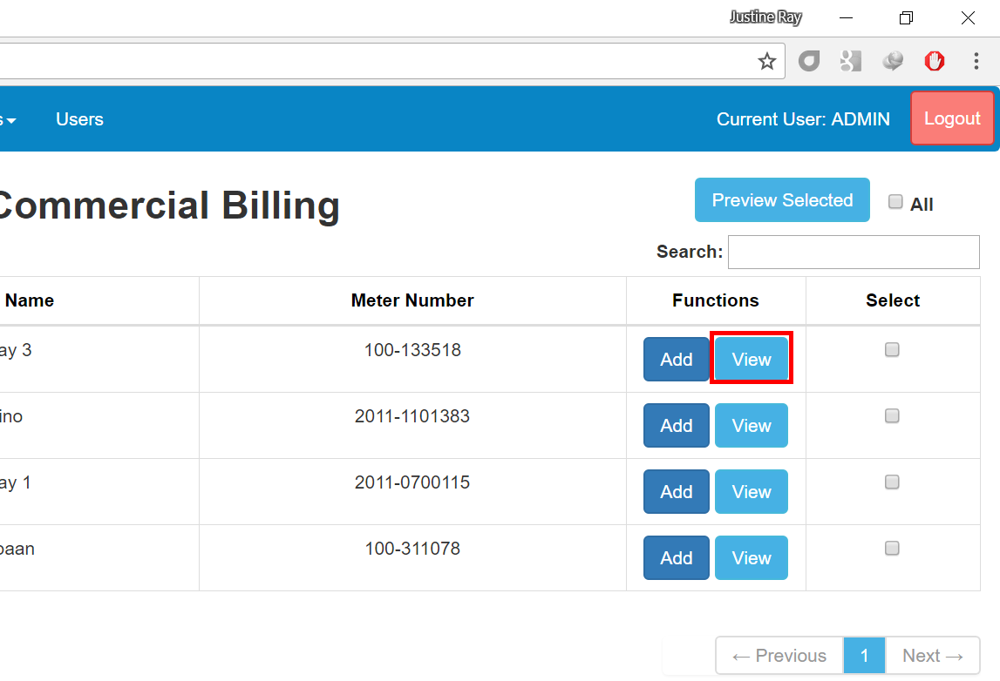 Justine Ray
Users
Current User: ADMIN
Logout
Commercial Billing
Preview Selected
All
Search:
Name
Meter Number
Functions
Select
ay 3
100-133518
Add
View
ino
2011-1101383
Add
View
ay 1
2011-0700115
Add
View
baan
100-311078
Add
View
← Previous
1
Next →